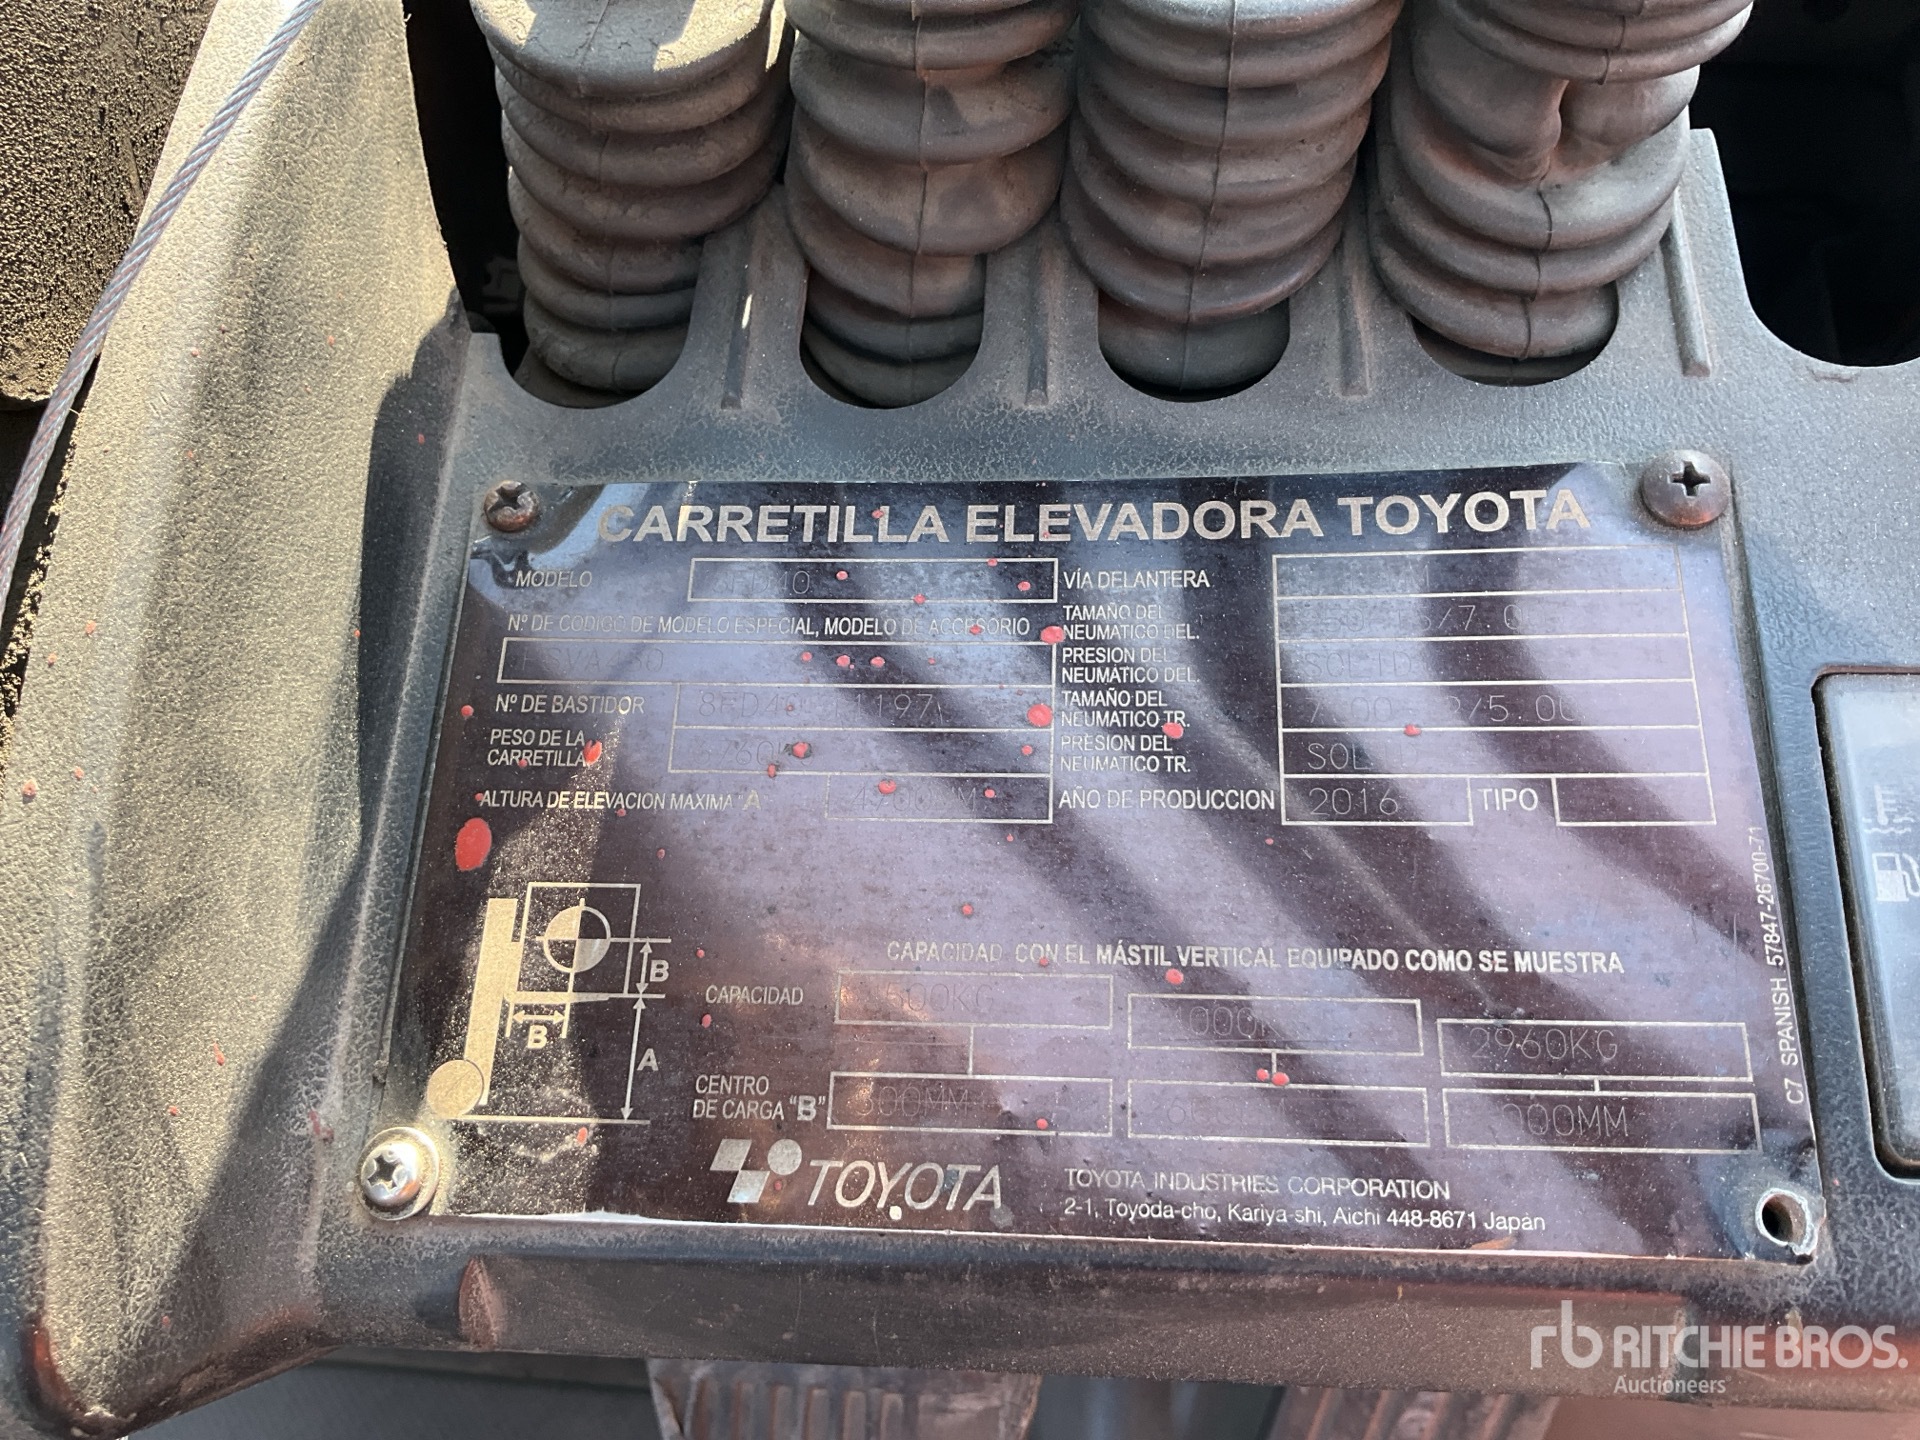 CARRETILLA ELEVADORA TOYOTA
MODELO
VÍA DELANTERA
Nº DE CODIGO DE MODELO ESPECIAL, MODELO DE ACCESORIO
TAMAÑO DEL
NEUMATICO DEL.
PRESION DEL
NEUMÁTICO DEL.
SOLID
Nº DE BASTIDOR
TAMAÑO DEL
NEUMATICO TR.
PESO DE LA
CARRETILLA
PRESION DEL
NEUMATICO TR.
ALTURA DE ELEVACION MAXIMA "A"
AÑO DE PRODUCCION 2016 TIPO
CAPACIDAD CON EL MÁSTIL VERTICAL EQUIPADO COMO SE MUESTRA
CAPACIDAD 2960KG
CENTRO
DE CARGA "B"
B
B
A
TOYOTA
TOYOTA INDUSTRIES CORPORATION
2-1, Toyoda-cho, Kariya-shi, Aichi 448-8671 Japan
C7 SPANISH 57847-26700-71
rb RITCHIE BROS.
Auctioneers